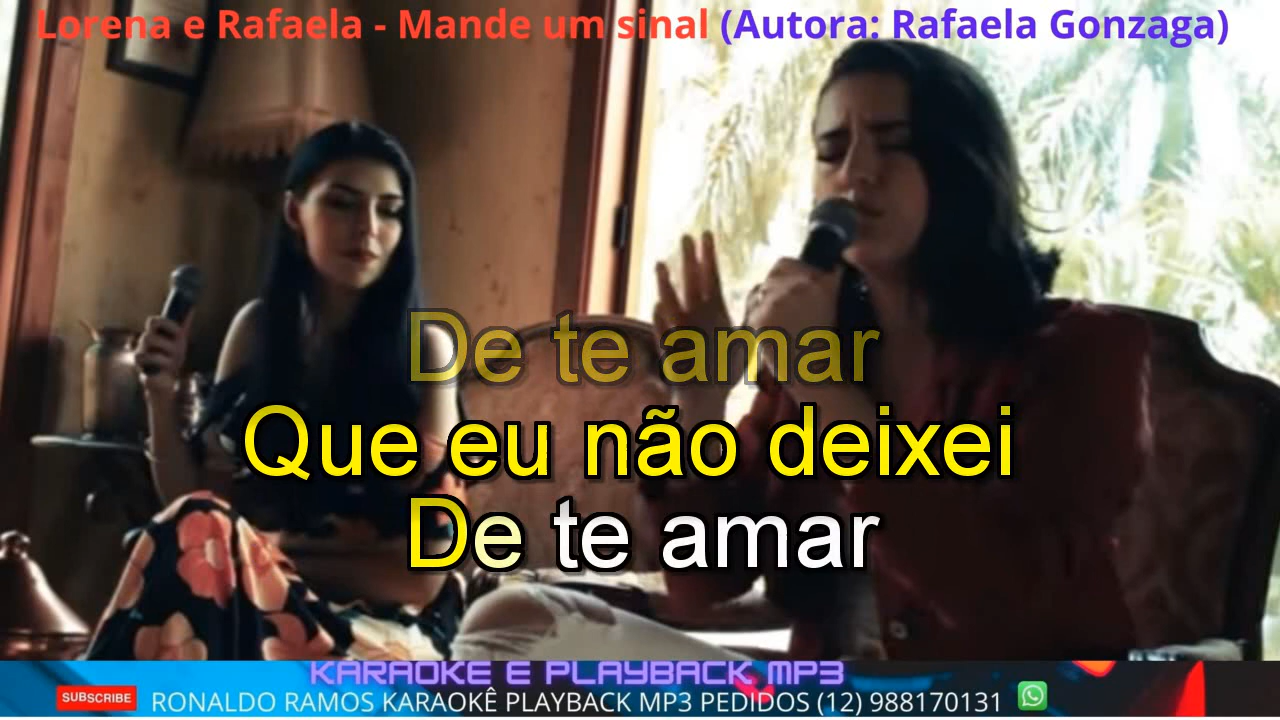 Lorena e Rafaela - Mande um sinal (Autora: Rafaela Gonzaga)
De te amar
Que eu não deixei
De te amar
KARAOKE E PLAYBACK MP3
SUBSCRIBE RONALDO RAMOS KARAOKÊ PLAYBACK MP3 PEDIDOS (12) 988170131